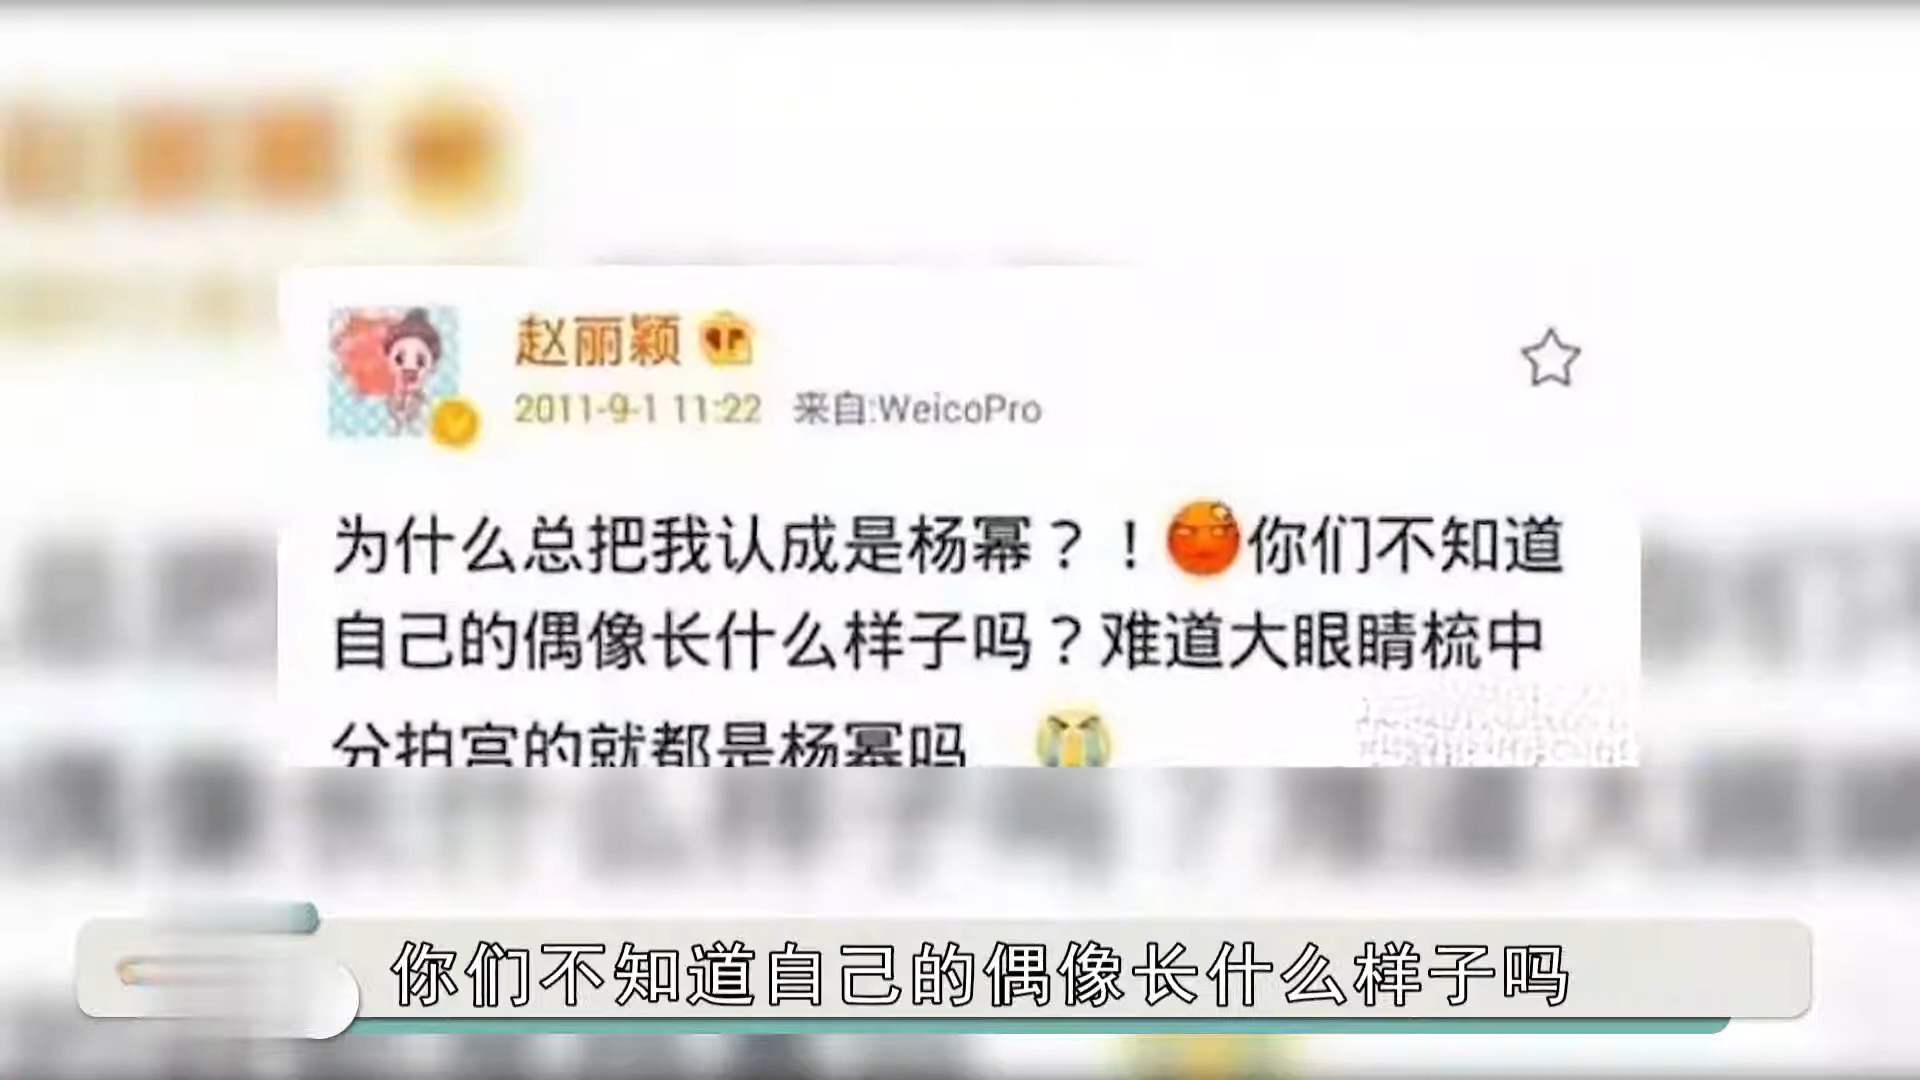 赵丽颖
2011-9-1 11:22 来自:WeicoPro
为什么总把我认成是杨幂？！你们不知道
自己的偶像长什么样子吗？难道大眼睛梳中
分拍宫的就都是杨幂吗
你们不知道自己的偶像长什么样子吗